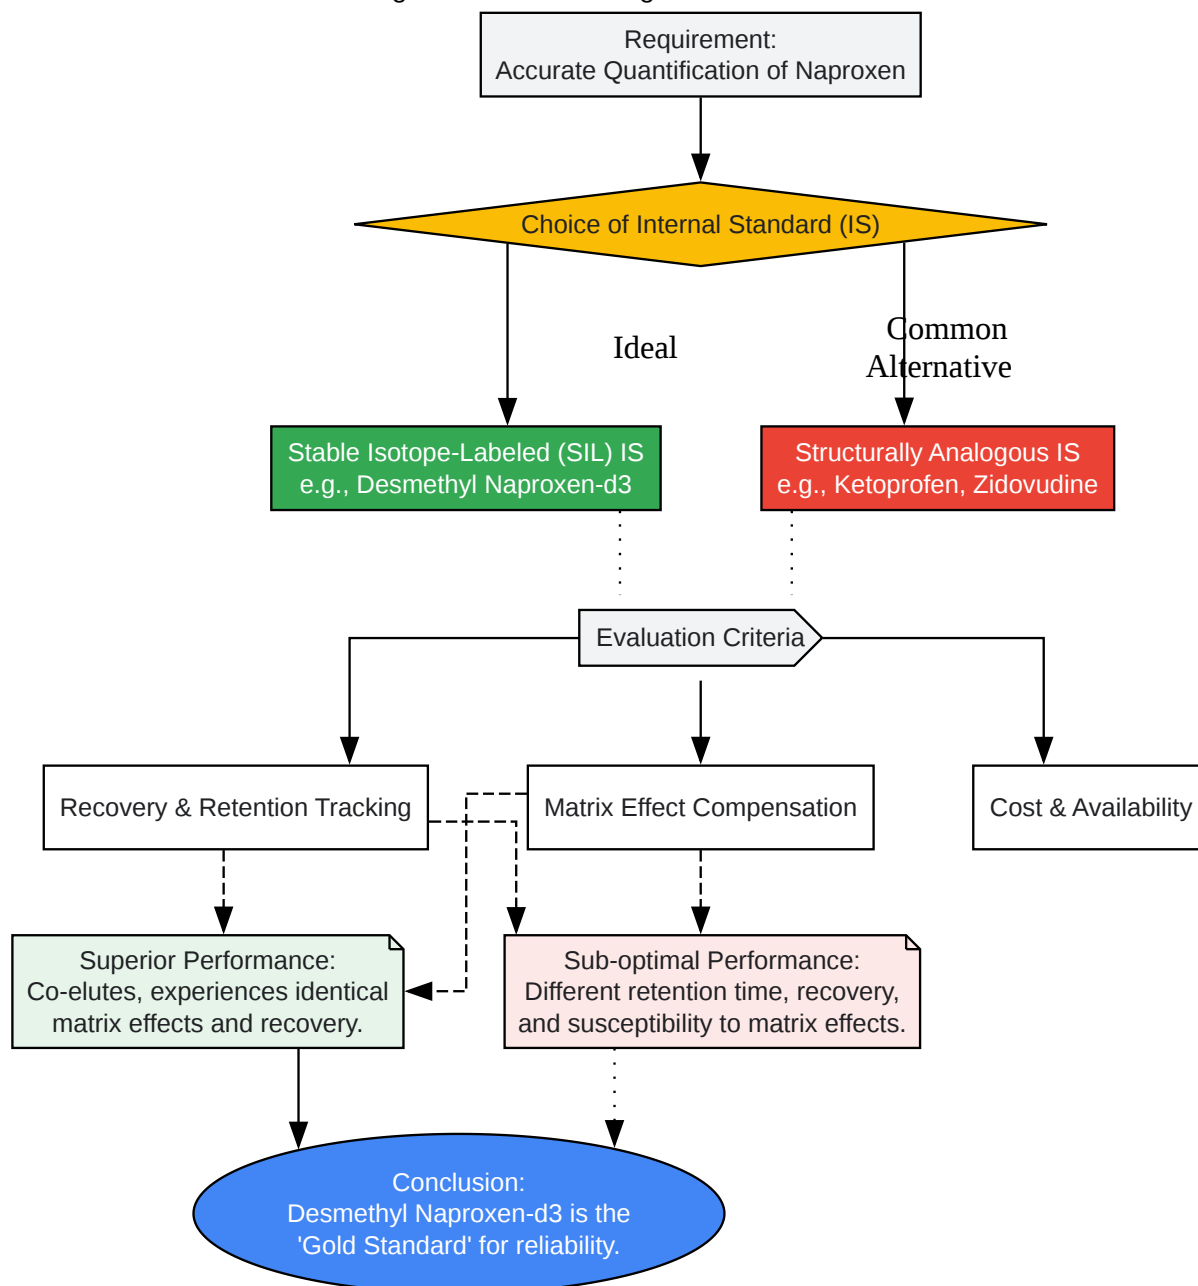 Requirement:
Accurate Quantification of Naproxen
Choice of Internal Standard (IS)
Ideal
Common
Alternative
Stable Isotope-Labeled (SIL) IS
e.g., Desmethyl Naproxen-d3
Structurally Analogous IS
e.g., Ketoprofen, Zidovudine
Evaluation Criteria
Recovery & Retention Tracking
Matrix Effect Compensation
Cost & Availability
Superior Performance:
Co-elutes, experiences identical
matrix effects and recovery.
Sub-optimal Performance:
Different retention time, recovery,
and susceptibility to matrix effects.
Conclusion:
Desmethyl Naproxen-d3 is the
'Gold Standard' for reliability.